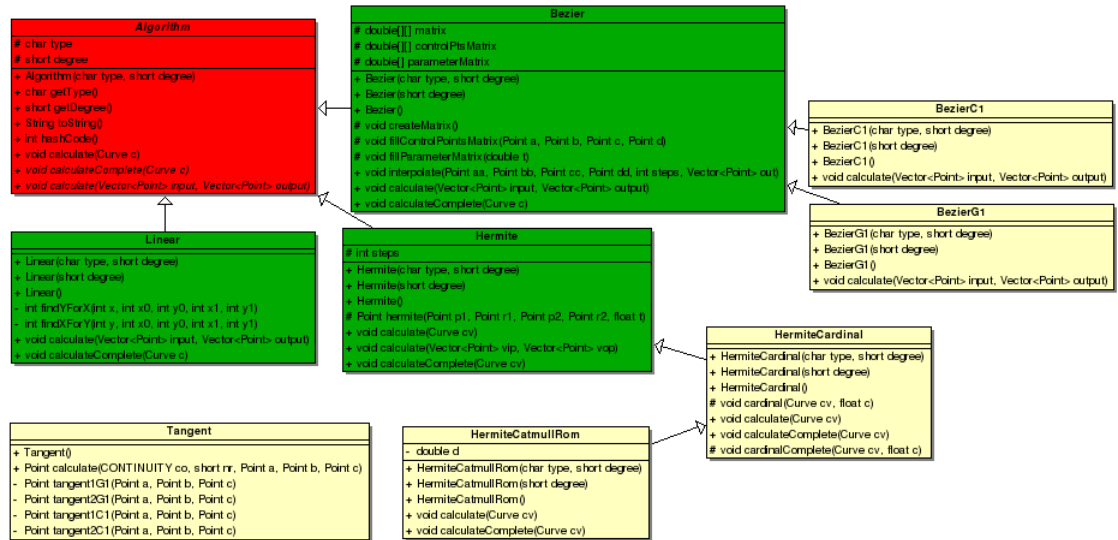 Algorithm
# char type
# short degree
+ Algorithm(char type, short degree)
+ char getType()
+ short getDegree()
+ String toString()
+ int hashCode()
+ void calculate(Curve c)
+ void calculateComplete(Curve c)
+ void calculate(Vector<Point> input, Vector<Point> output)
Bezier
# double[][] matrix
# double[][] controlPtsMatrix
# double[] parameterMatrix
+ Bezier(char type, short degree)
+ Bezier(short degree)
+ Bezier()
# void createMatrix()
# void fillControlPointsMatrix(Point a, Point b, Point c, Point d)
# void fillParameterMatrix(double t)
+ void interpolate(Point aa, Point bb, Point cc, Point dd, int steps, Vector<Point> out)
+ void calculate(Vector<Point> input, Vector<Point> output)
+ void calculateComplete(Curve c)
BezierC1
+ BezierC1(char type, short degree)
+ BezierC1(short degree)
+ BezierC1()
+ void calculate(Vector<Point> input, Vector<Point> output)
BezierG1
+ BezierG1(char type, short degree)
+ BezierG1(short degree)
+ BezierG1()
+ void calculate(Vector<Point> input, Vector<Point> output)
Linear
+ Linear(char type, short degree)
+ Linear(short degree)
+ Linear()
- int findYForX(int x, int x0, int y0, int x1, int y1)
- int findXForY(int y, int x0, int y0, int x1, int y1)
+ void calculate(Vector<Point> input, Vector<Point> output)
+ void calculateComplete(Curve c)
Hermite
# int steps
+ Hermite(char type, short degree)
+ Hermite(short degree)
+ Hermite()
# Point hermite(Point p1, Point r1, Point p2, Point r2, float t)
+ void calculate(Curve cv)
+ void calculate(Vector<Point> vip, Vector<Point> vop)
+ void calculateComplete(Curve cv)
HermiteCardinal
+ HermiteCardinal(char type, short degree)
+ HermiteCardinal(short degree)
+ HermiteCardinal()
# void cardinal(Curve cv, float c)
+ void calculate(Curve cv)
+ void calculateComplete(Curve cv)
# void cardinalComplete(Curve cv, float c)
Tangent
+ Tangent()
+ Point calculate(CONTINUITY co, short nr, Point a, Point b, Point c)
- Point tangent1G1(Point a, Point b, Point c)
- Point tangent2G1(Point a, Point b, Point c)
- Point tangent1C1(Point a, Point b, Point c)
- Point tangent2C1(Point a, Point b, Point c)
HermiteCatmullRom
- double d
+ HermiteCatmullRom(char type, short degree)
+ HermiteCatmullRom(short degree)
+ HermiteCatmullRom()
+ void calculate(Curve cv)
+ void calculateComplete(Curve cv)